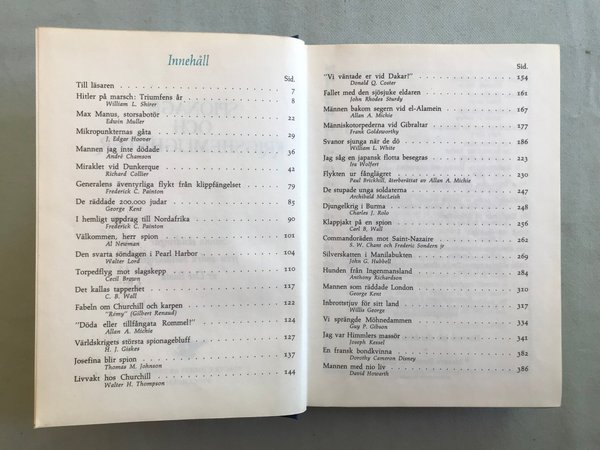 Innehåll
Sid.
Till läsaren 7
Hitler på marsch: Triumfens år 8
William L. Shirer
Max Manus, storsabotör 22
Edwin Muller
Mikropunkternas gåta 29
J. Edgar Hoover
Mannen jag inte dödade 36
André Chamson
Miraklet vid Dunkerque 42
Richard Collier
Generalens äventyrliga flykt från klippfängelset 79
Frederick C. Painton
De räddade 200.000 judar 85
George Kent
I hemligt uppdrag till Nordafrika 90
Frederick C. Painton
Välkommen, herr spion 101
Al Newman
Den svarta söndagen i Pearl Harbor 104
Walter Lord
Torpedflyg mot slagskepp 110
Cecil Brown
Det kallas tapperhet 117
C. B. Wall
Fabeln om Churchill och karpen 122
"Rémy" (Gilbert Renaud)
"Döda eller tillfångata Rommel!" 124
Allan A. Michie
Världskrigets största spionagebluff 127
H. J. Giskes
Josefina blir spion 137
Thomas M. Johnson
Livvakt hos Churchill 144
Walter H. Thompson
Sid.
"Vi väntade er vid Dakar!" 154
Donald Q. Coster
Fallet med den sjösjuke eldaren 161
John Rhodes Sturdy
Männen bakom segern vid el-Alamein 167
Allan A. Michie
Människotorpederna vid Gibraltar 177
Frank Goldsworthy
Svanor sjunga när de dö 186
William L. White
Jag såg en japansk flotta besegras 223
Ira Wolfert
Flykten ur fånglägret 227
Paul Brickhill, återberättat av Allan A. Michie
De stupade unga soldaterna 247
Archibald MacLeish
Djungelkrig i Burma 248
Charles J. Rolo
Klappjakt på en spion 256
Carl B. Wall
Commandoräden mot Saint-Nazaire 262
S. W. Chant och Frederic Sondern jr
Silverskatten i Manilabukten 269
John G. Hubbell
Hunden från Ingenmansland 284
Anthony Richardson
Mannen som räddade London 310
George Kent
Inbrottstjuv för sitt land 317
Willis George
Vi sprängde Möhnedammen 334
Guy P. Gibson
Jag var Himmlers massör 341
Joseph Kessel
En fransk bondkvinna 382
Dorothy Cameron Disney
Mannen med nio liv 386
David Howarth